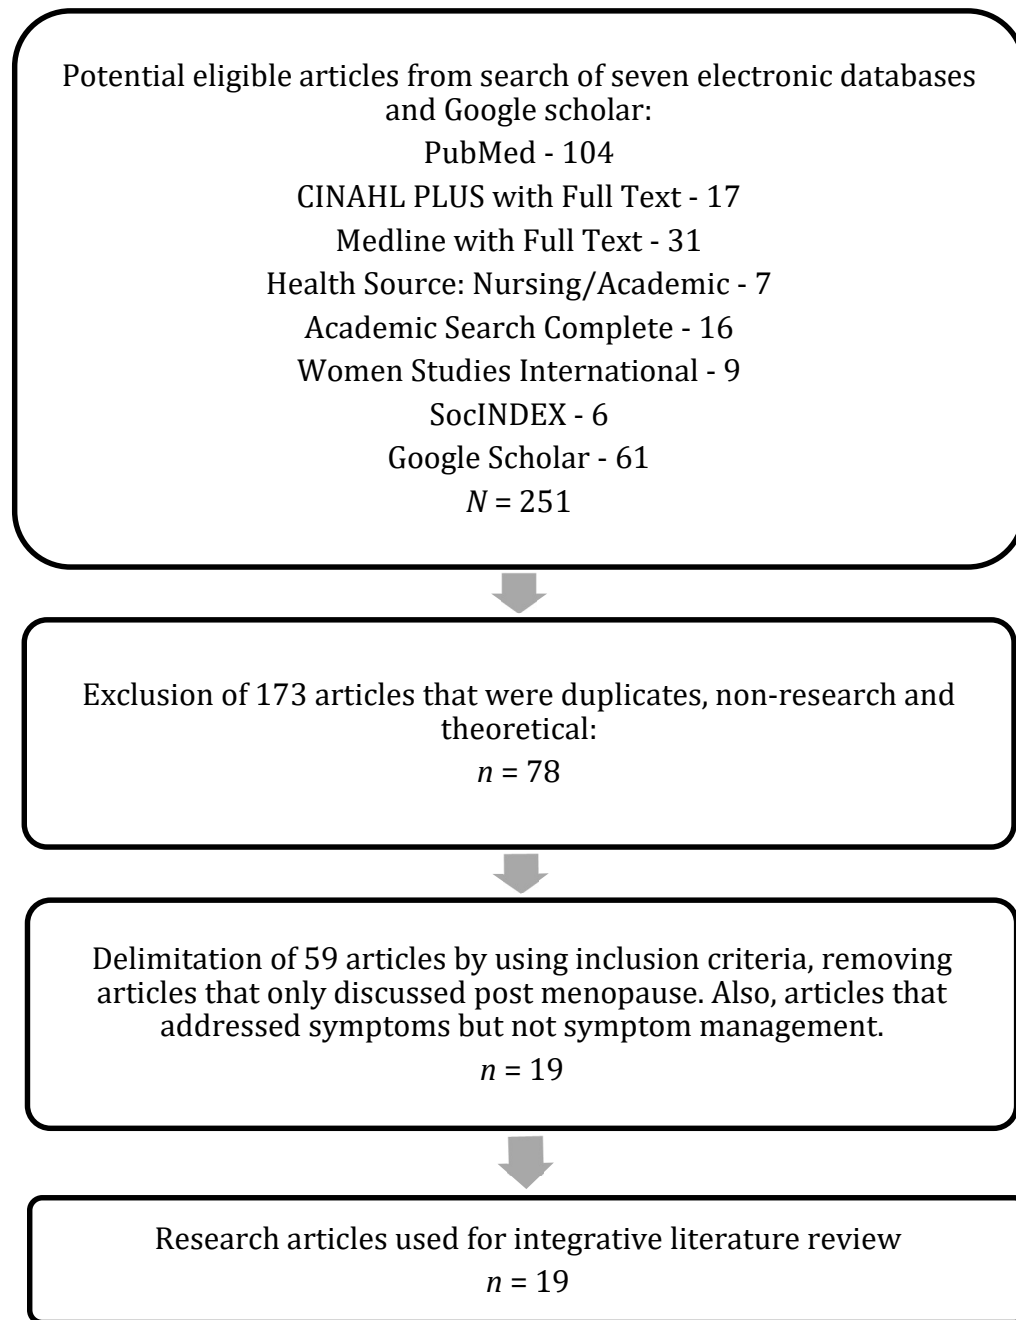 Potential eligible articles from search of seven electronic databases
and Google scholar:
PubMed - 104
CINAHL PLUS with Full Text - 17
Medline with Full Text - 31
Health Source: Nursing/Academic - 7
Academic Search Complete - 16
Women Studies International - 9
SocINDEX - 6
Google Scholar - 61
N = 251
Exclusion of 173 articles that were duplicates, non-research and
theoretical:
n = 78
Delimitation of 59 articles by using inclusion criteria, removing
articles that only discussed post menopause. Also, articles that
addressed symptoms but not symptom management.
n = 19
Research articles used for integrative literature review
n = 19